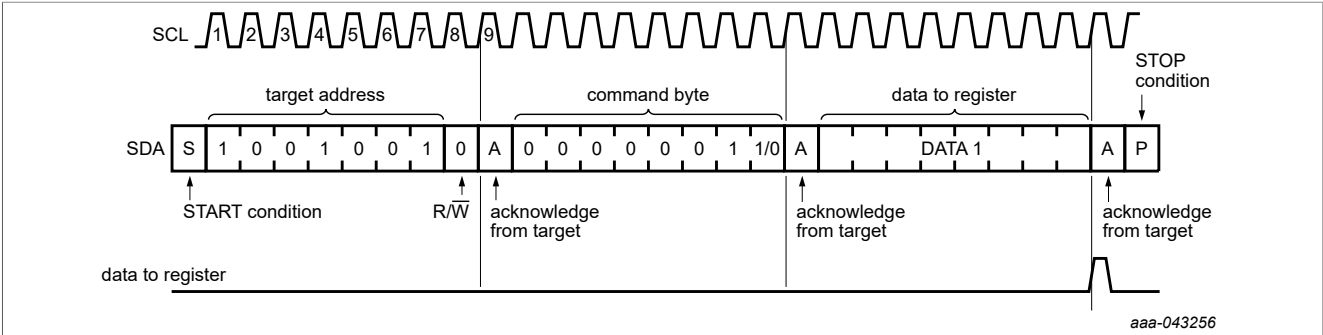 SCL 1 2 3 4 5 6 7 8 9
STOP
condition
target address command byte data to register
SDA S 1 0 0 1 0 0 1 0 A 0 0 0 0 0 0 1 1/0 A DATA 1 A P
START condition R/W̅ acknowledge
from target acknowledge
from target acknowledge
from target
data to register
aaa-043256